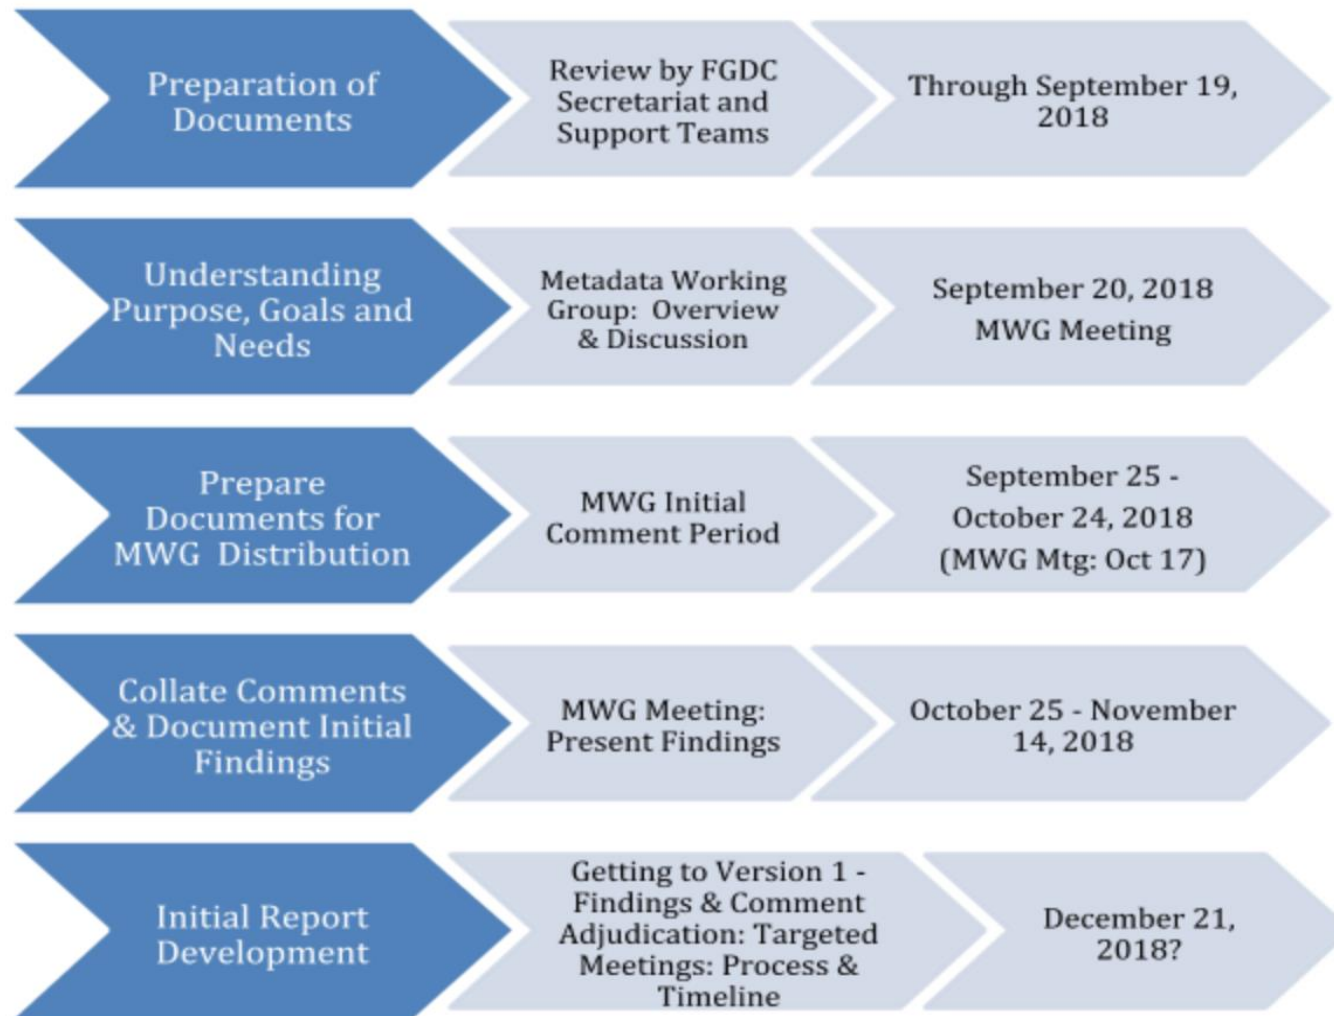 Preparation of
Documents
Review by FGDC
Secretariat and
Support Teams
Through September 19,
2018
Understanding
Purpose, Goals and
Needs
Metadata Working
Group: Overview
& Discussion
September 20, 2018
MWG Meeting
Prepare
Documents for
MWG Distribution
MWG Initial
Comment Period
September 25 -
October 24, 2018
(MWG Mtg: Oct 17)
Collate Comments
& Document Initial
Findings
MWG Meeting:
Present Findings
October 25 - November
14, 2018
Initial Report
Development
Getting to Version 1 -
Findings & Comment
Adjudication: Targeted
Meetings: Process &
Timeline
December 21,
2018?